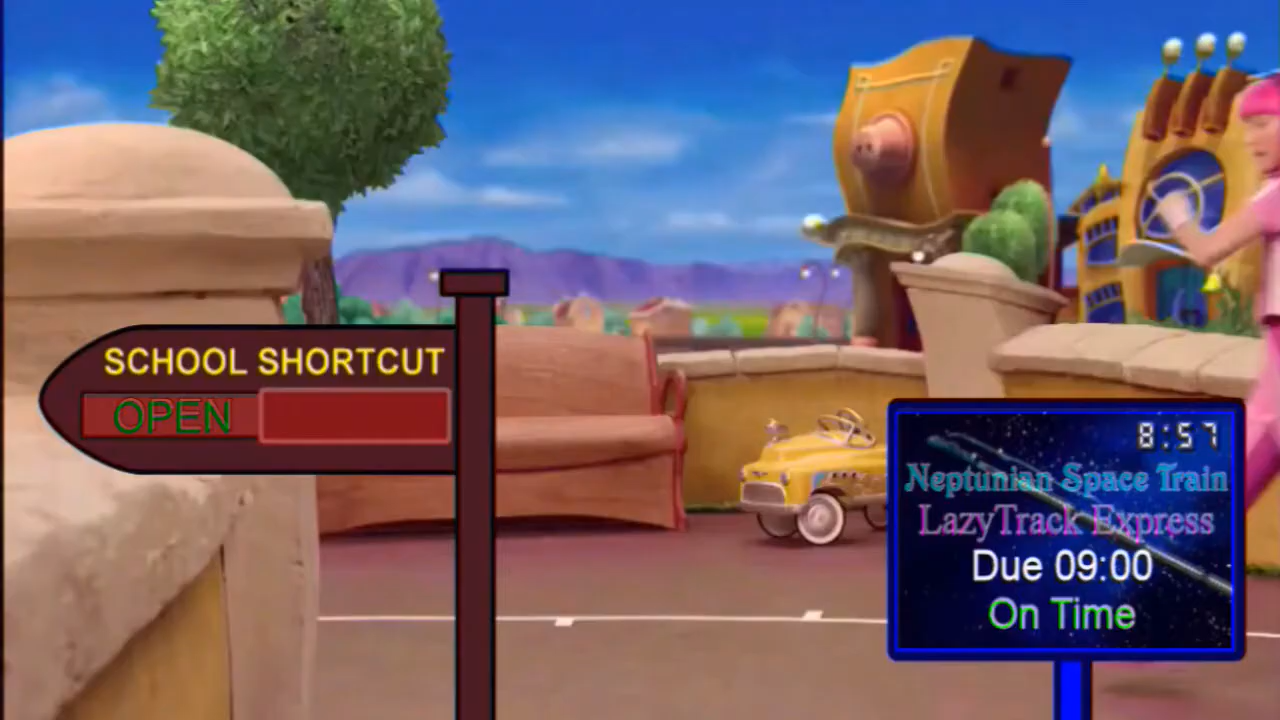 SCHOOL SHORTCUT
OPEN
8:57
Neptunian Space Train
LazyTrack Express
Due 09:00
On Time